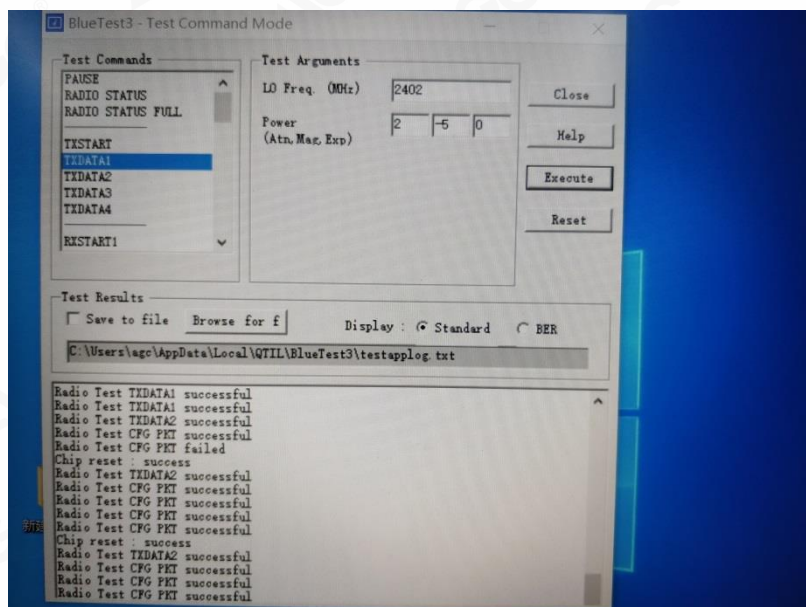 BlueTest3 - Test Command Mode
Test Commands
PAUSE
RADIO STATUS
RADIO STATUS FULL
TXSTART
TXDATA1
TXDATA2
TXDATA3
TXDATA4
RXSTART1
Test Arguments
LO Freq. (MHz) 2402
Power
(Atn, Mag, Exp) 2 -5 0
Close
Help
Execute
Reset
Test Results
Save to file Browse for f Display : Standard BER
C:\Users\agc\AppData\Local\QTIL\BlueTest3\testapplog.txt
Radio Test TXDATA1 successful
Radio Test TXDATA1 successful
Radio Test TXDATA2 successful
Radio Test CFG PKT successful
Radio Test CFG PKT failed
Chip reset : success
Radio Test TXDATA2 successful
Radio Test CFG PKT successful
Radio Test CFG PKT successful
Radio Test CFG PKT successful
Radio Test CFG PKT successful
Chip reset : success
Radio Test TXDATA2 successful
Radio Test CFG PKT successful
Radio Test CFG PKT successful
Radio Test CFG PKT successful